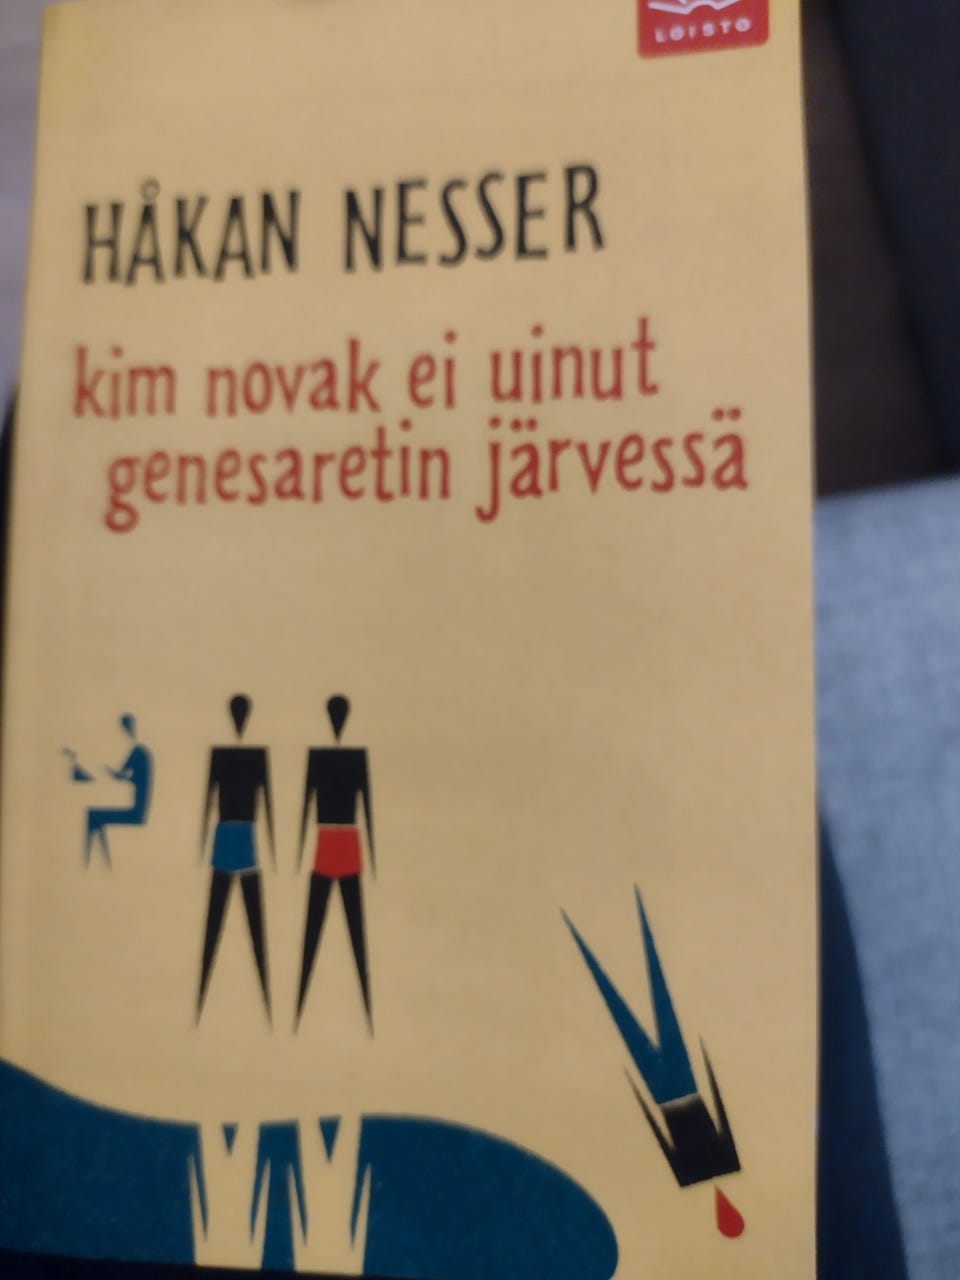 LOISTO
HÅKAN NESSER
kim novak ei uinut
genesaretin järvessä